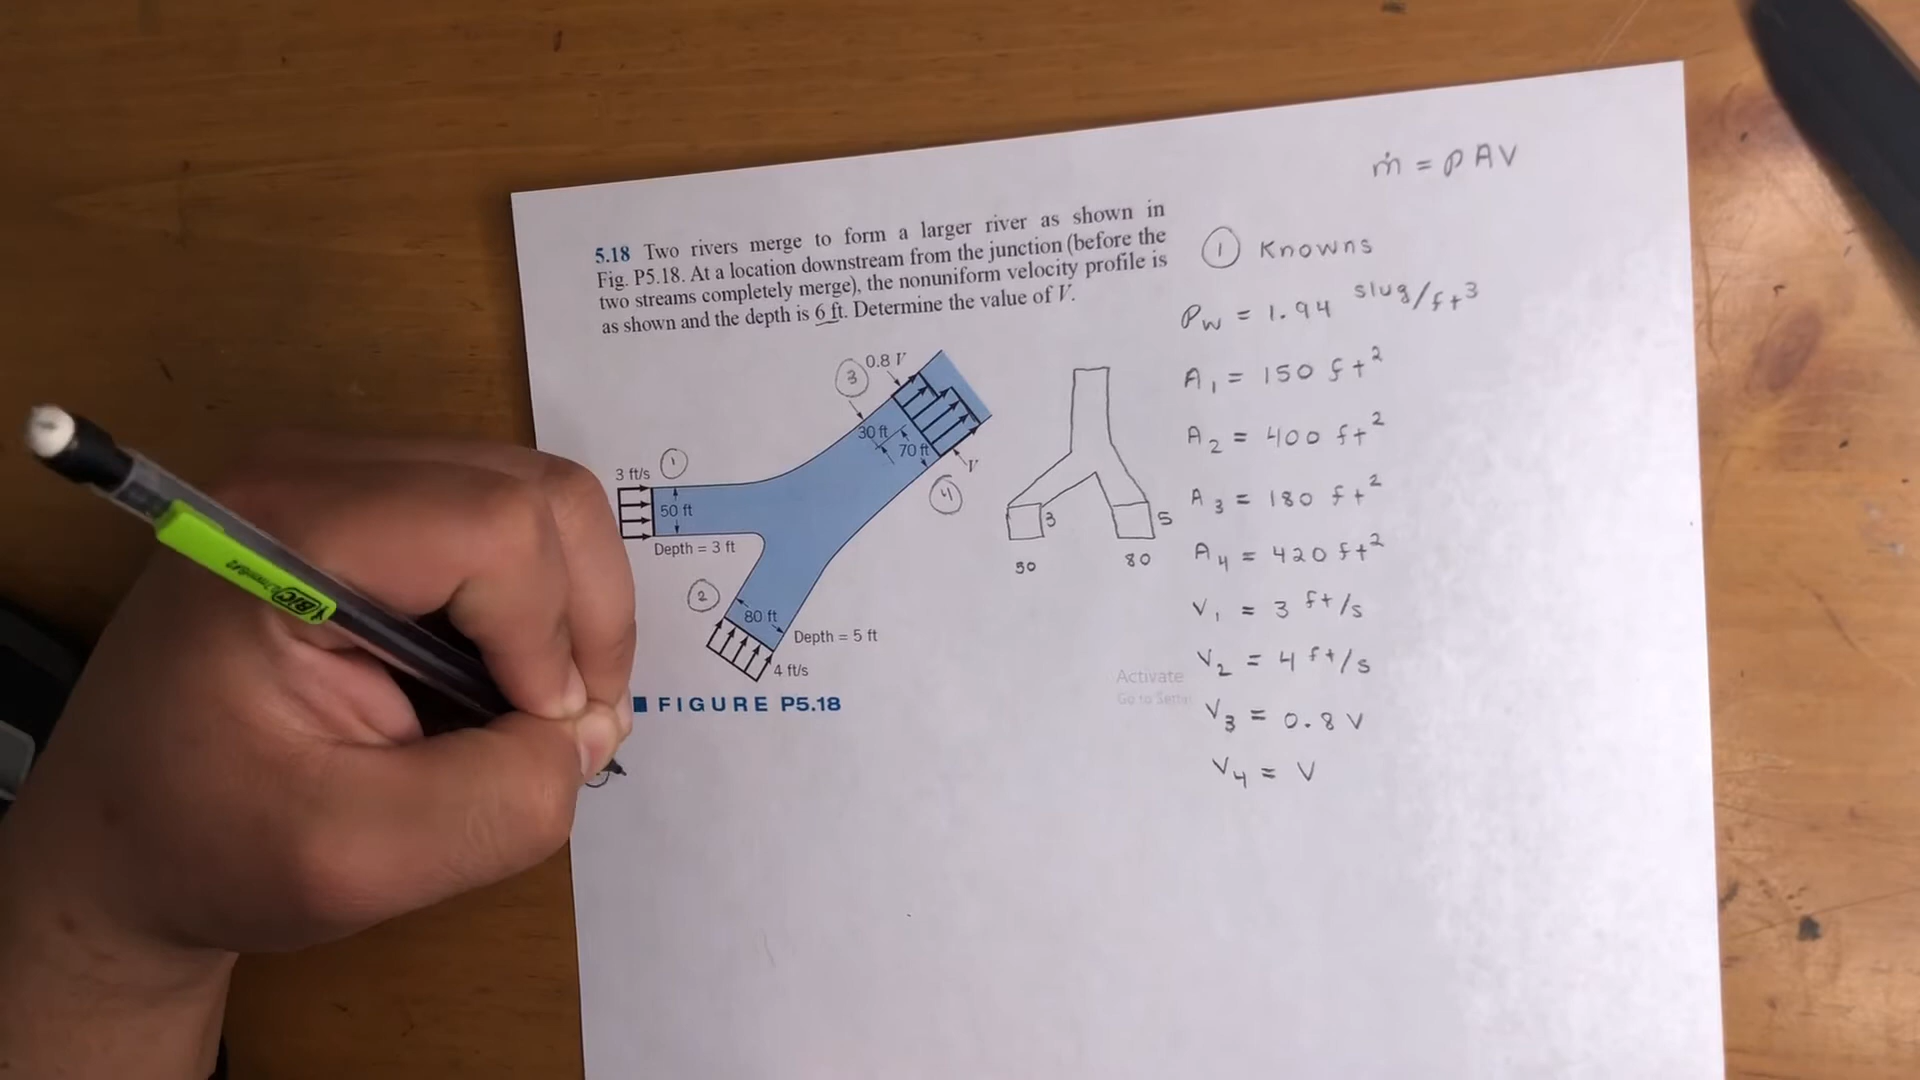 ṁ = ρAV
5.18 Two rivers merge to form a larger river as shown in
Fig. P5.18. At a location downstream from the junction (before the
two streams completely merge), the nonuniform velocity profile is
as shown and the depth is 6 ft. Determine the value of V.
① Knowns
ρw = 1.94 slug/ft³
A₁ = 150 ft²
A₂ = 400 ft²
A₃ = 180 ft²
A₄ = 420 ft²
V₁ = 3 ft/s
V₂ = 4 ft/s
V₃ = 0.8 V
V₄ = V
③
0.8 V
30 ft
70 ft
V
④
3 ft/s
①
50 ft
Depth = 3 ft
②
80 ft
Depth = 5 ft
4 ft/s
3
5
50
80
FIGURE P5.18
Activate
BIC